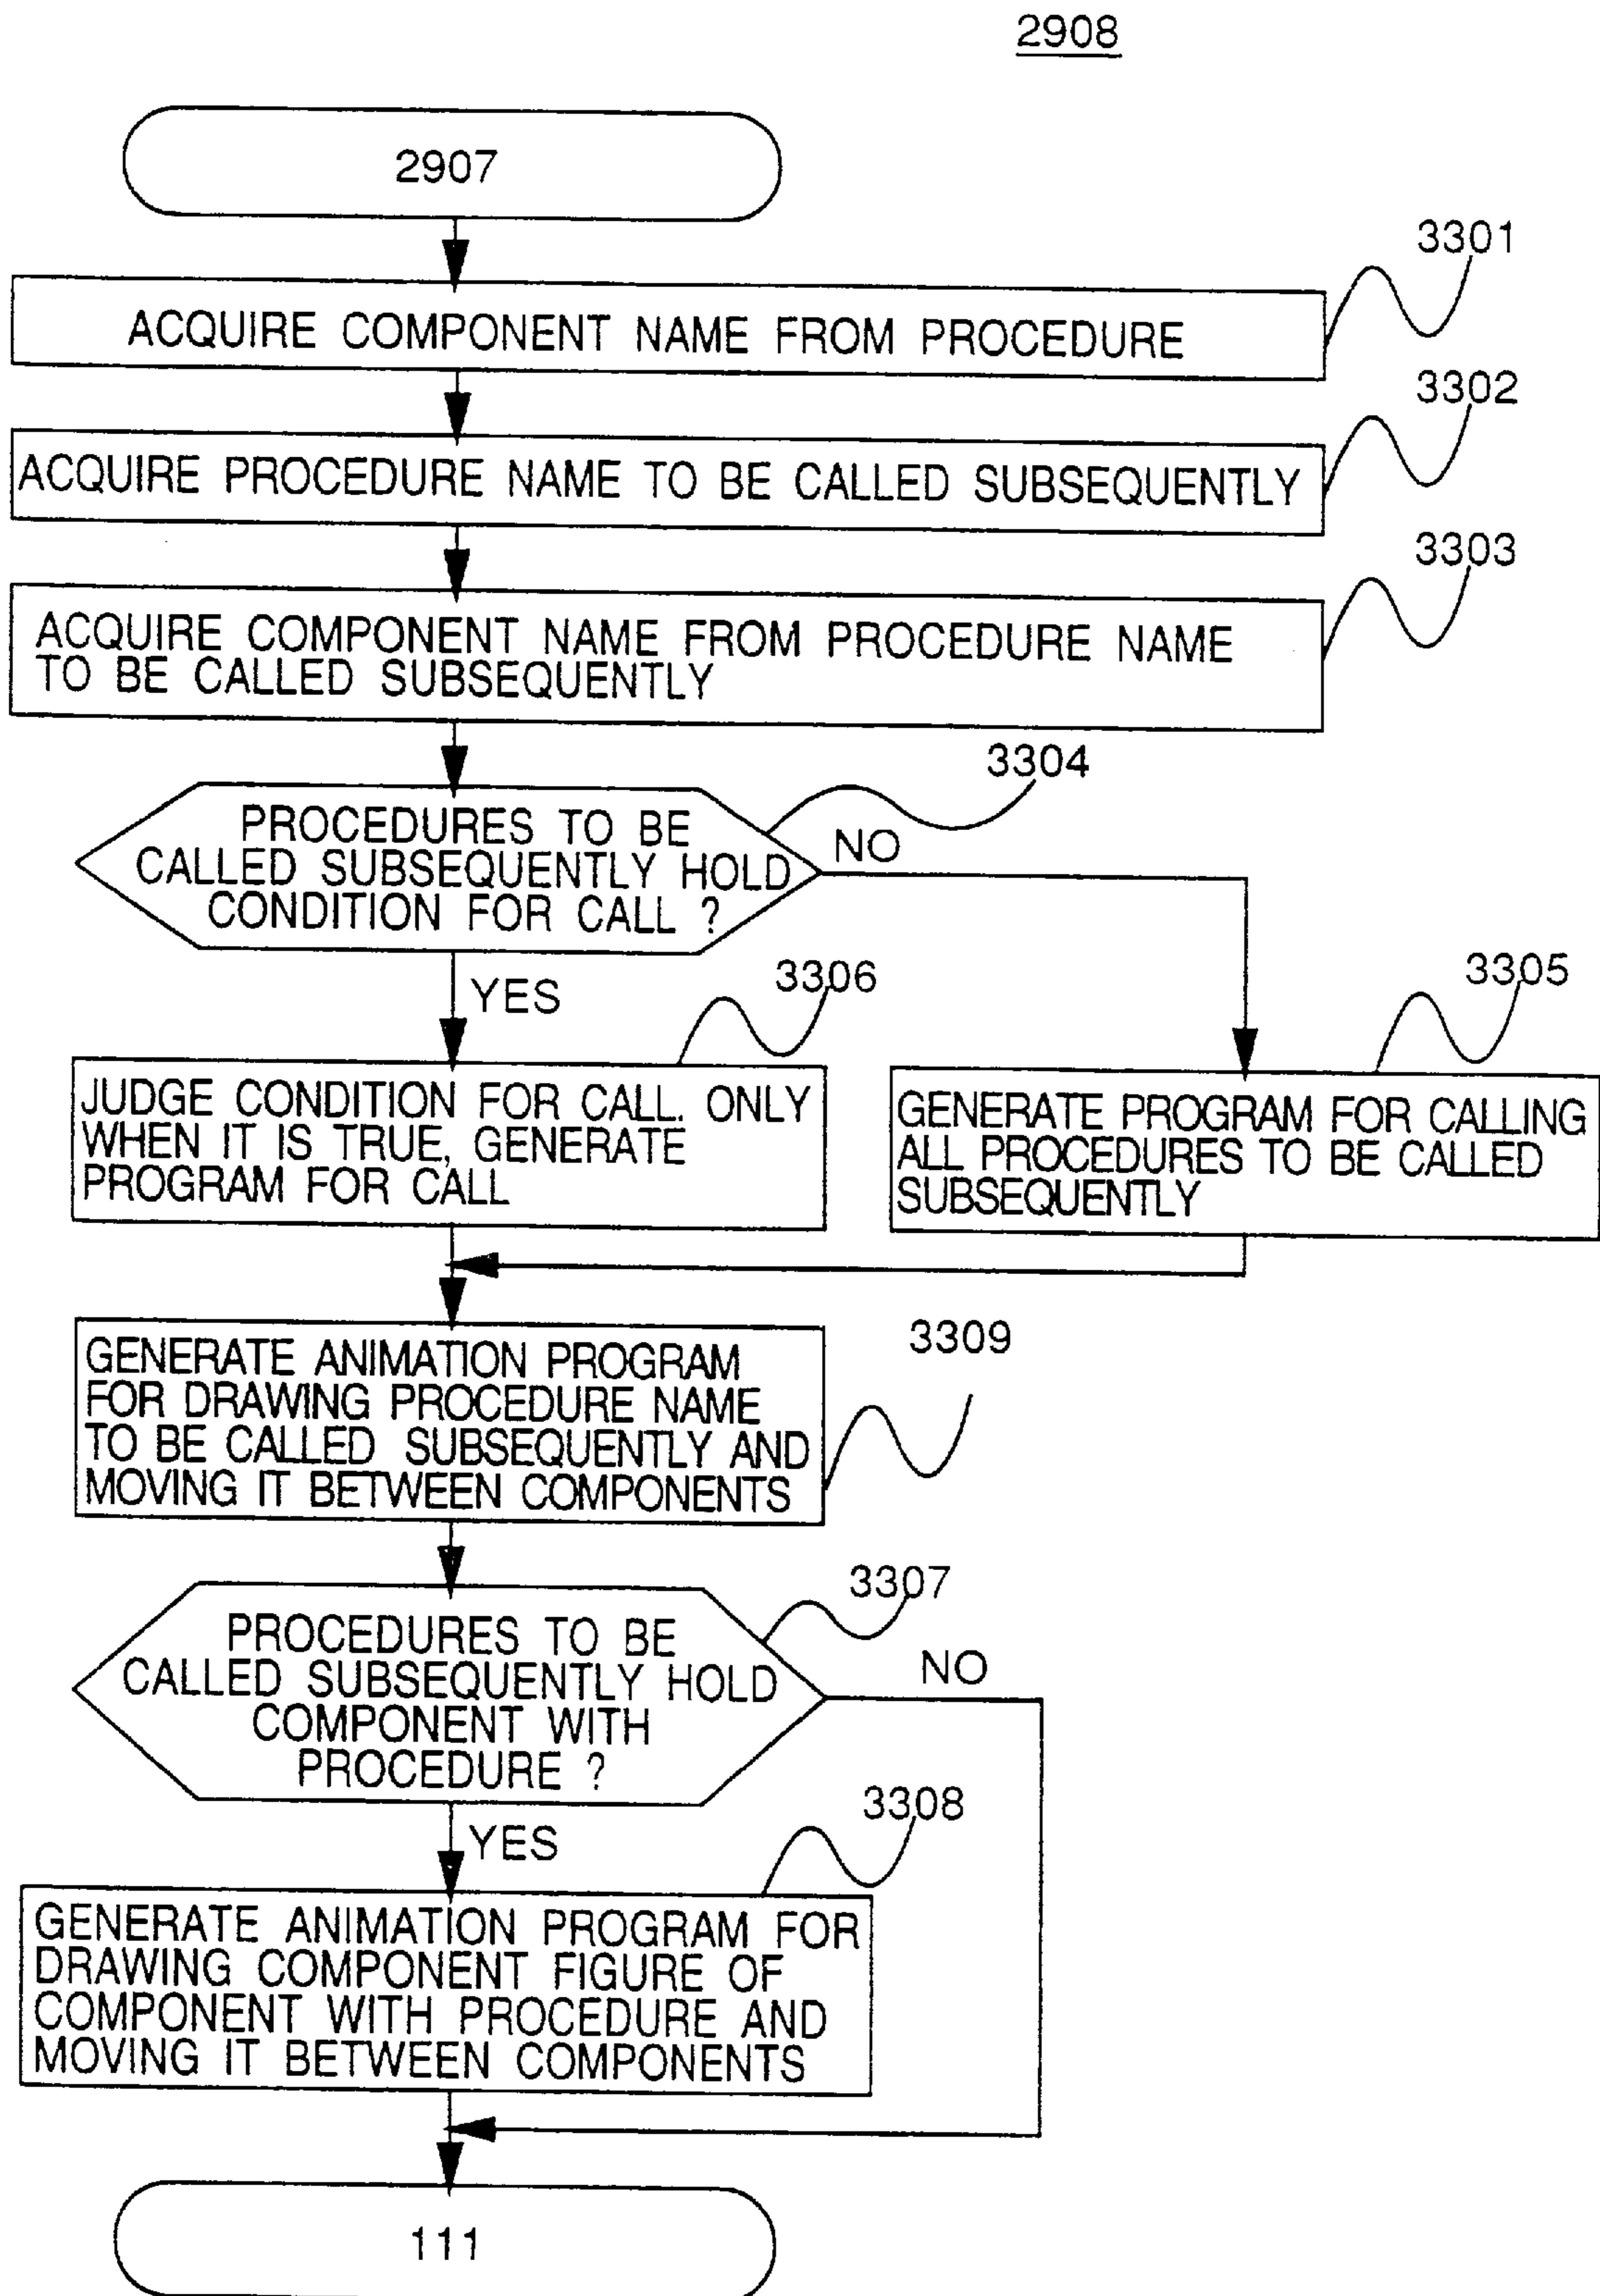 2908
2907
3301
ACQUIRE COMPONENT NAME FROM PROCEDURE
3302
ACQUIRE PROCEDURE NAME TO BE CALLED SUBSEQUENTLY
3303
ACQUIRE COMPONENT NAME FROM PROCEDURE NAME
TO BE CALLED SUBSEQUENTLY
3304
PROCEDURES TO BE
CALLED SUBSEQUENTLY HOLD
CONDITION FOR CALL ?
NO
YES
3306
3305
JUDGE CONDITION FOR CALL. ONLY
WHEN IT IS TRUE, GENERATE
PROGRAM FOR CALL
GENERATE PROGRAM FOR CALLING
ALL PROCEDURES TO BE CALLED
SUBSEQUENTLY
3309
GENERATE ANIMATION PROGRAM
FOR DRAWING PROCEDURE NAME
TO BE CALLED SUBSEQUENTLY AND
MOVING IT BETWEEN COMPONENTS
3307
PROCEDURES TO BE
CALLED SUBSEQUENTLY HOLD
COMPONENT WITH
PROCEDURE ?
NO
YES
3308
GENERATE ANIMATION PROGRAM FOR
DRAWING COMPONENT FIGURE OF
COMPONENT WITH PROCEDURE AND
MOVING IT BETWEEN COMPONENTS
111